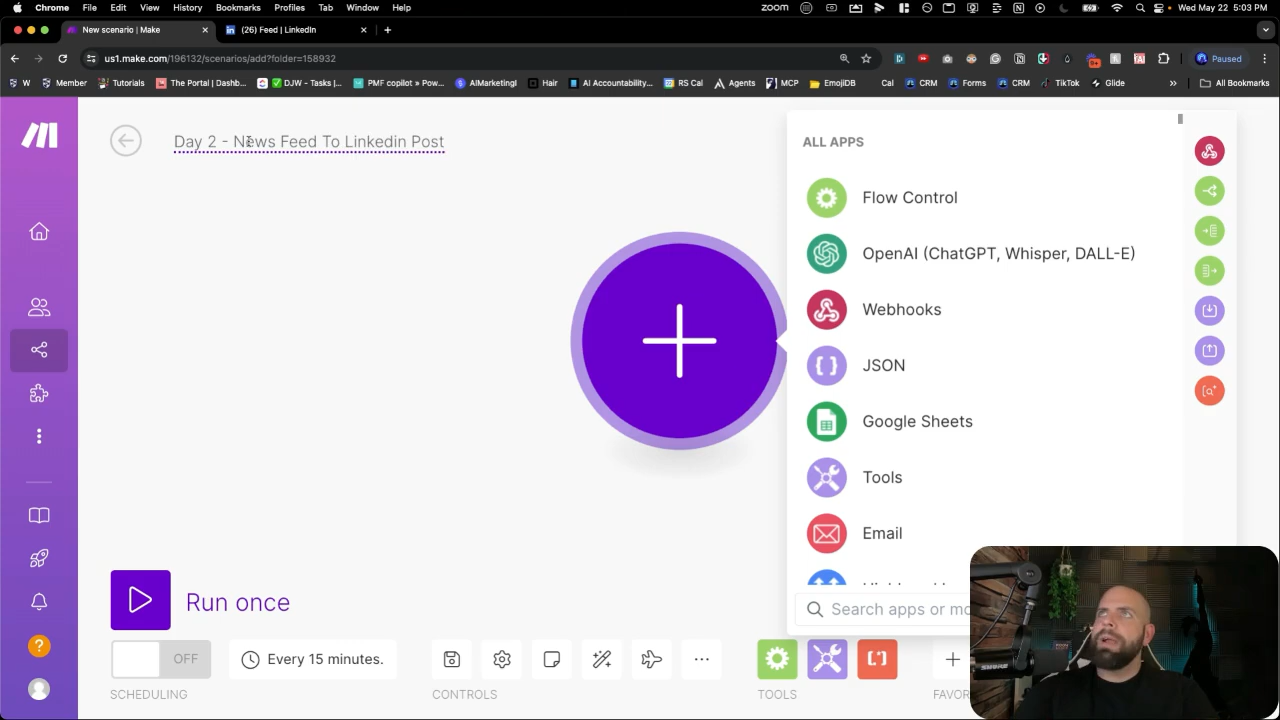 Chrome File Edit View History Bookmarks Profiles Tab Window Help
zoom
Wed May 22 5:03 PM
New scenario | Make
(26) Feed | LinkedIn
us1.make.com/196132/scenarios/add?folder=158932
Paused
W Member Tutorials The Portal | Dashb... DJW - Tasks |... PMF copilot » Pow... AIMarketingI Hair AI Accountability... RS Cal Agents MCP EmojiDB Cal CRM Forms CRM TikTok Glide All Bookmarks
Day 2 - News Feed To Linkedin Post
ALL APPS
Flow Control
OpenAI (ChatGPT, Whisper, DALL-E)
Webhooks
JSON
Google Sheets
Tools
Email
Search apps or mo
Run once
OFF
Every 15 minutes.
SCHEDULING
CONTROLS
TOOLS
FAVOR